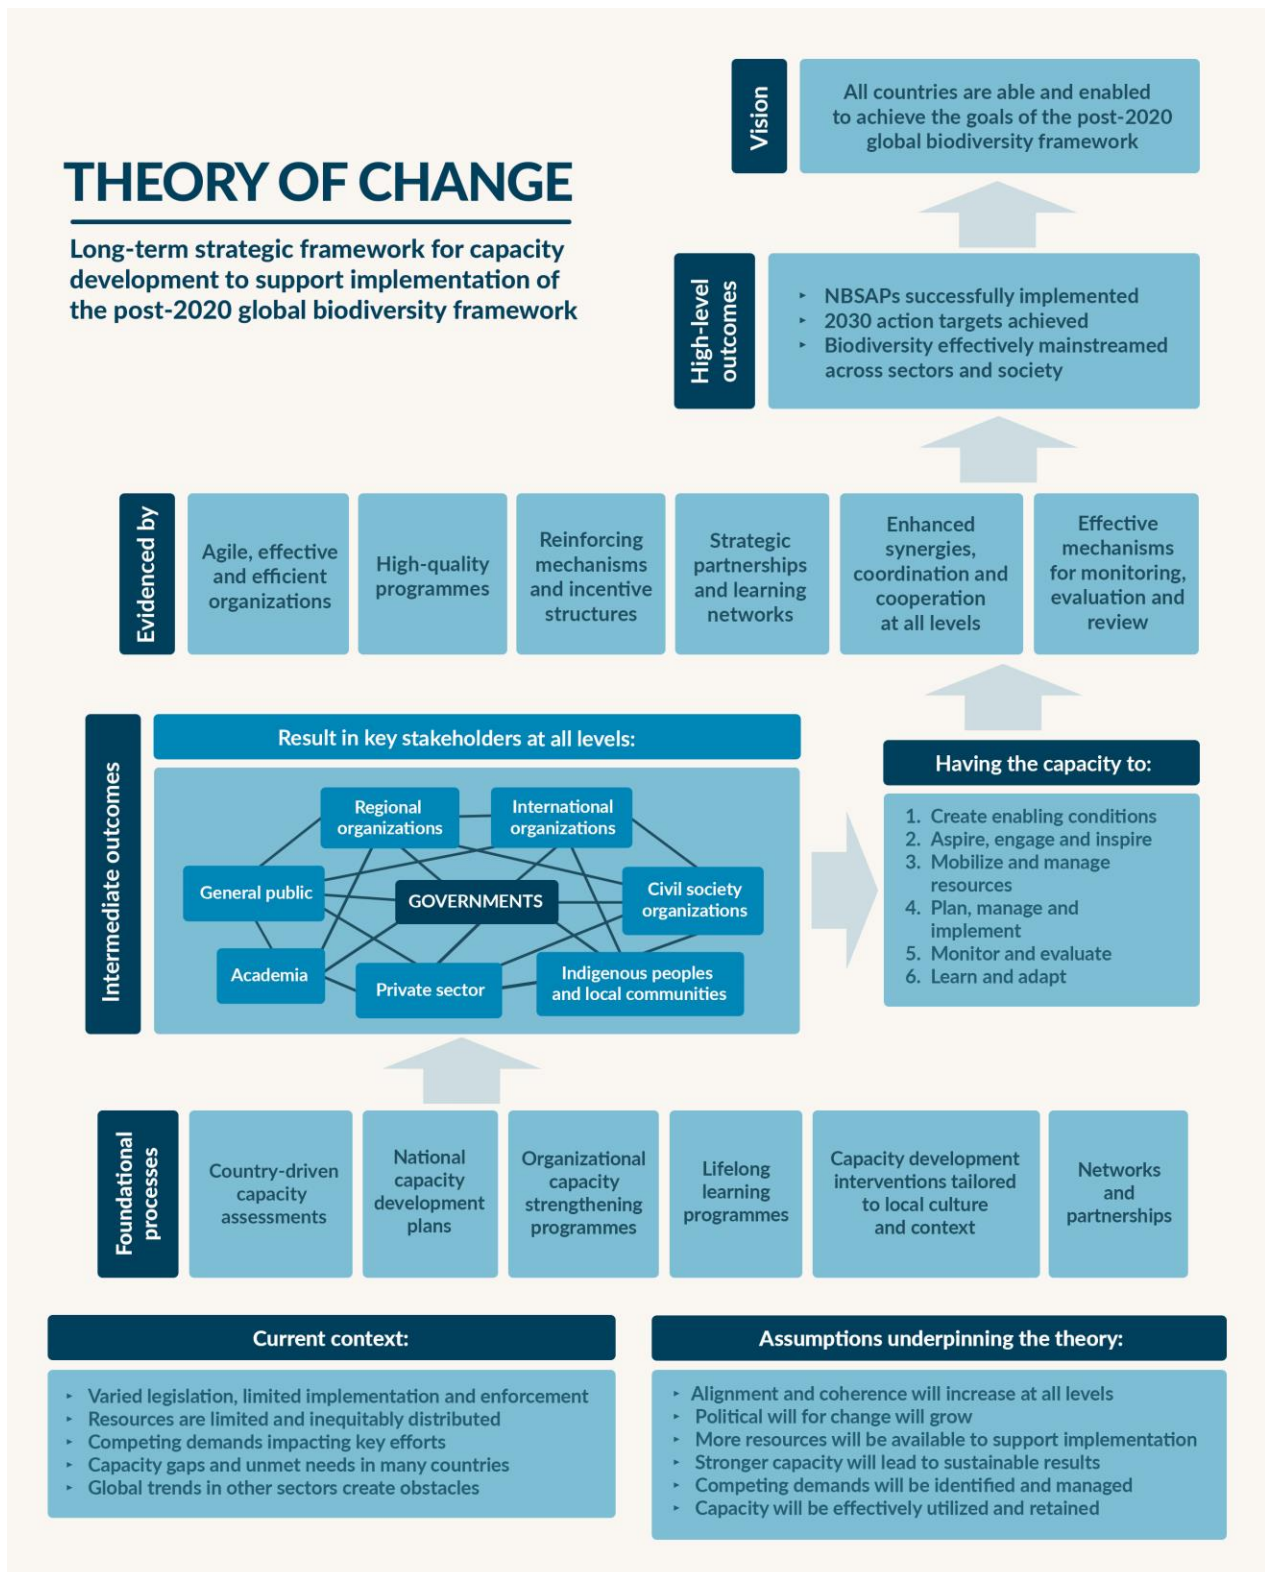 THEORY OF CHANGE
Long-term strategic framework for capacity
development to support implementation of
the post-2020 global biodiversity framework
Vision
All countries are able and enabled
to achieve the goals of the post-2020
global biodiversity framework
High-level
outcomes
‣ NBSAPs successfully implemented
‣ 2030 action targets achieved
‣ Biodiversity effectively mainstreamed
across sectors and society
Evidenced by
Agile, effective
and efficient
organizations
High-quality
programmes
Reinforcing
mechanisms
and incentive
structures
Strategic
partnerships
and learning
networks
Enhanced
synergies,
coordination and
cooperation
at all levels
Effective
mechanisms
for monitoring,
evaluation and
review
Intermediate outcomes
Result in key stakeholders at all levels:
Regional
organizations
International
organizations
General public
GOVERNMENTS
Civil society
organizations
Academia
Private sector
Indigenous peoples
and local communities
Having the capacity to:
1. Create enabling conditions
2. Aspire, engage and inspire
3. Mobilize and manage
resources
4. Plan, manage and
implement
5. Monitor and evaluate
6. Learn and adapt
Foundational
processes
Country-driven
capacity
assessments
National
capacity
development
plans
Organizational
capacity
strengthening
programmes
Lifelong
learning
programmes
Capacity development
interventions tailored
to local culture
and context
Networks
and
partnerships
Current context:
‣ Varied legislation, limited implementation and enforcement
‣ Resources are limited and inequitably distributed
‣ Competing demands impacting key efforts
‣ Capacity gaps and unmet needs in many countries
‣ Global trends in other sectors create obstacles
Assumptions underpinning the theory:
‣ Alignment and coherence will increase at all levels
‣ Political will for change will grow
‣ More resources will be available to support implementation
‣ Stronger capacity will lead to sustainable results
‣ Competing demands will be identified and managed
‣ Capacity will be effectively utilized and retained